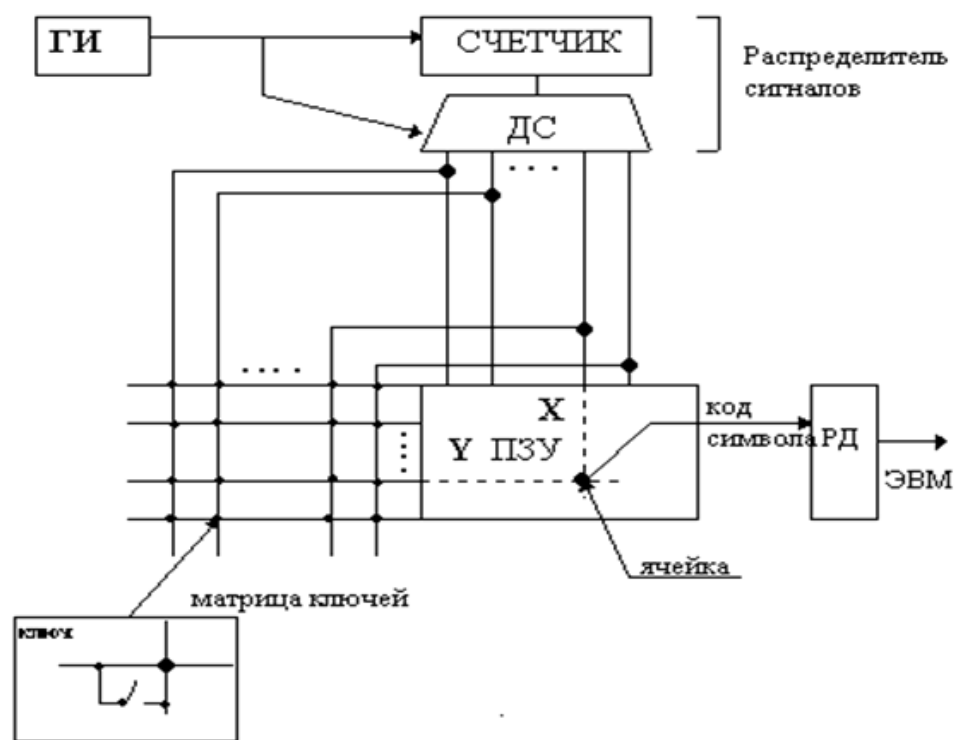 ГИ
СЧЕТЧИК
Распределитель
сигналов
ДС
. . .
. . . .
X
Y ПЗУ
код
символа
РД
ЭВМ
ячейка
матрица ключей
ключ